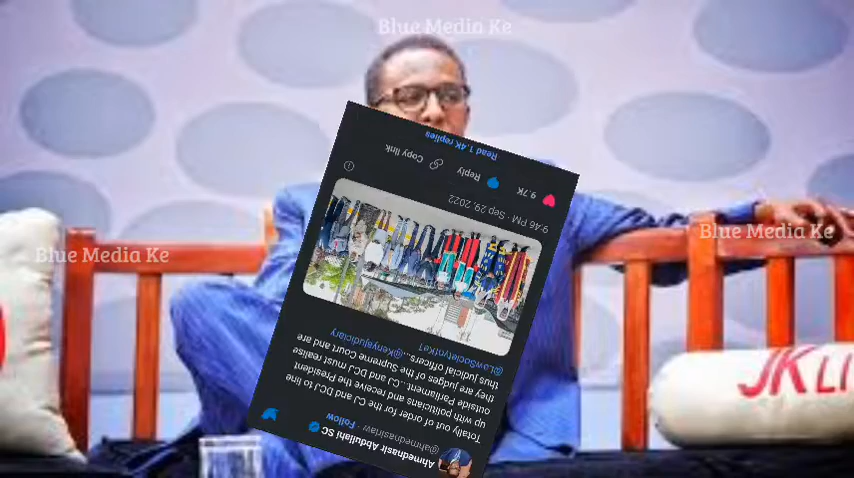 Blue Media Ke
Blue Media Ke
Blue Media Ke
JKLI
Ahmednasir Abdullahi SC
@ahmednasirlaw · Follow
Totally out of order for the CJ and DCJ to line
up with politicians and receive the President
outside Parliament...CJ and DCJ must realise
they are judges of the Supreme Court and are
thus judicial officers...@Kenyajudiciary
@LawSocietyofKe1
9:46 PM · Sep 29, 2022
9.7K Reply Copy link
Read 1.4K replies